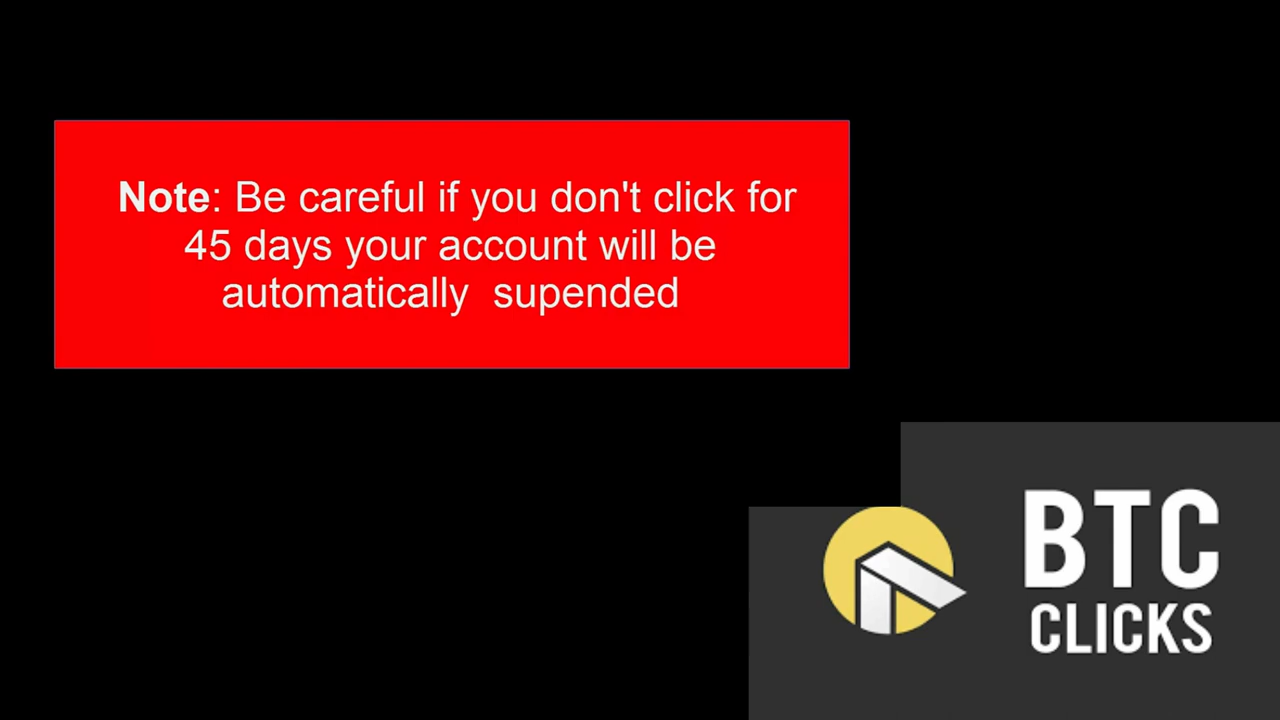 Note: Be careful if you don't click for
45 days your account will be
automatically  supended
BTC
CLICKS